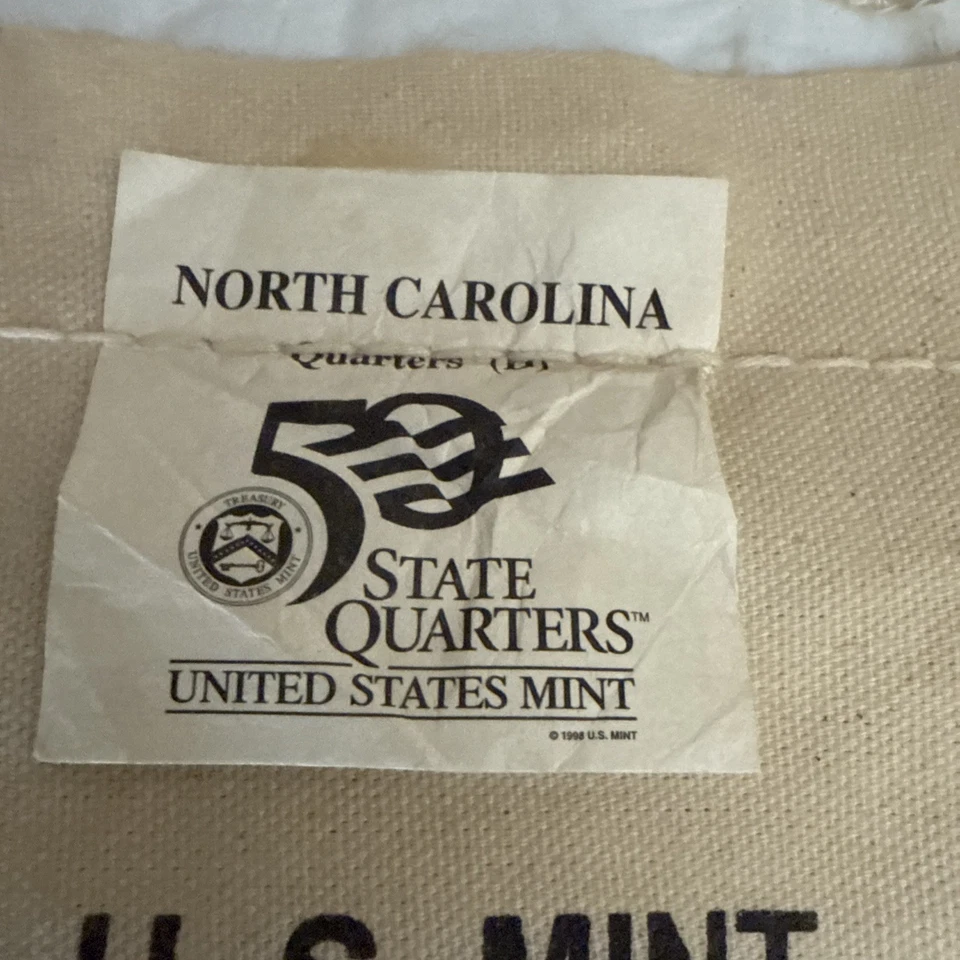 NORTH CAROLINA
Quarters
50
TREASURY
UNITED STATES MINT
STATE
QUARTERS™
UNITED STATES MINT
© 1998 U.S. MINT
U.S. MINT